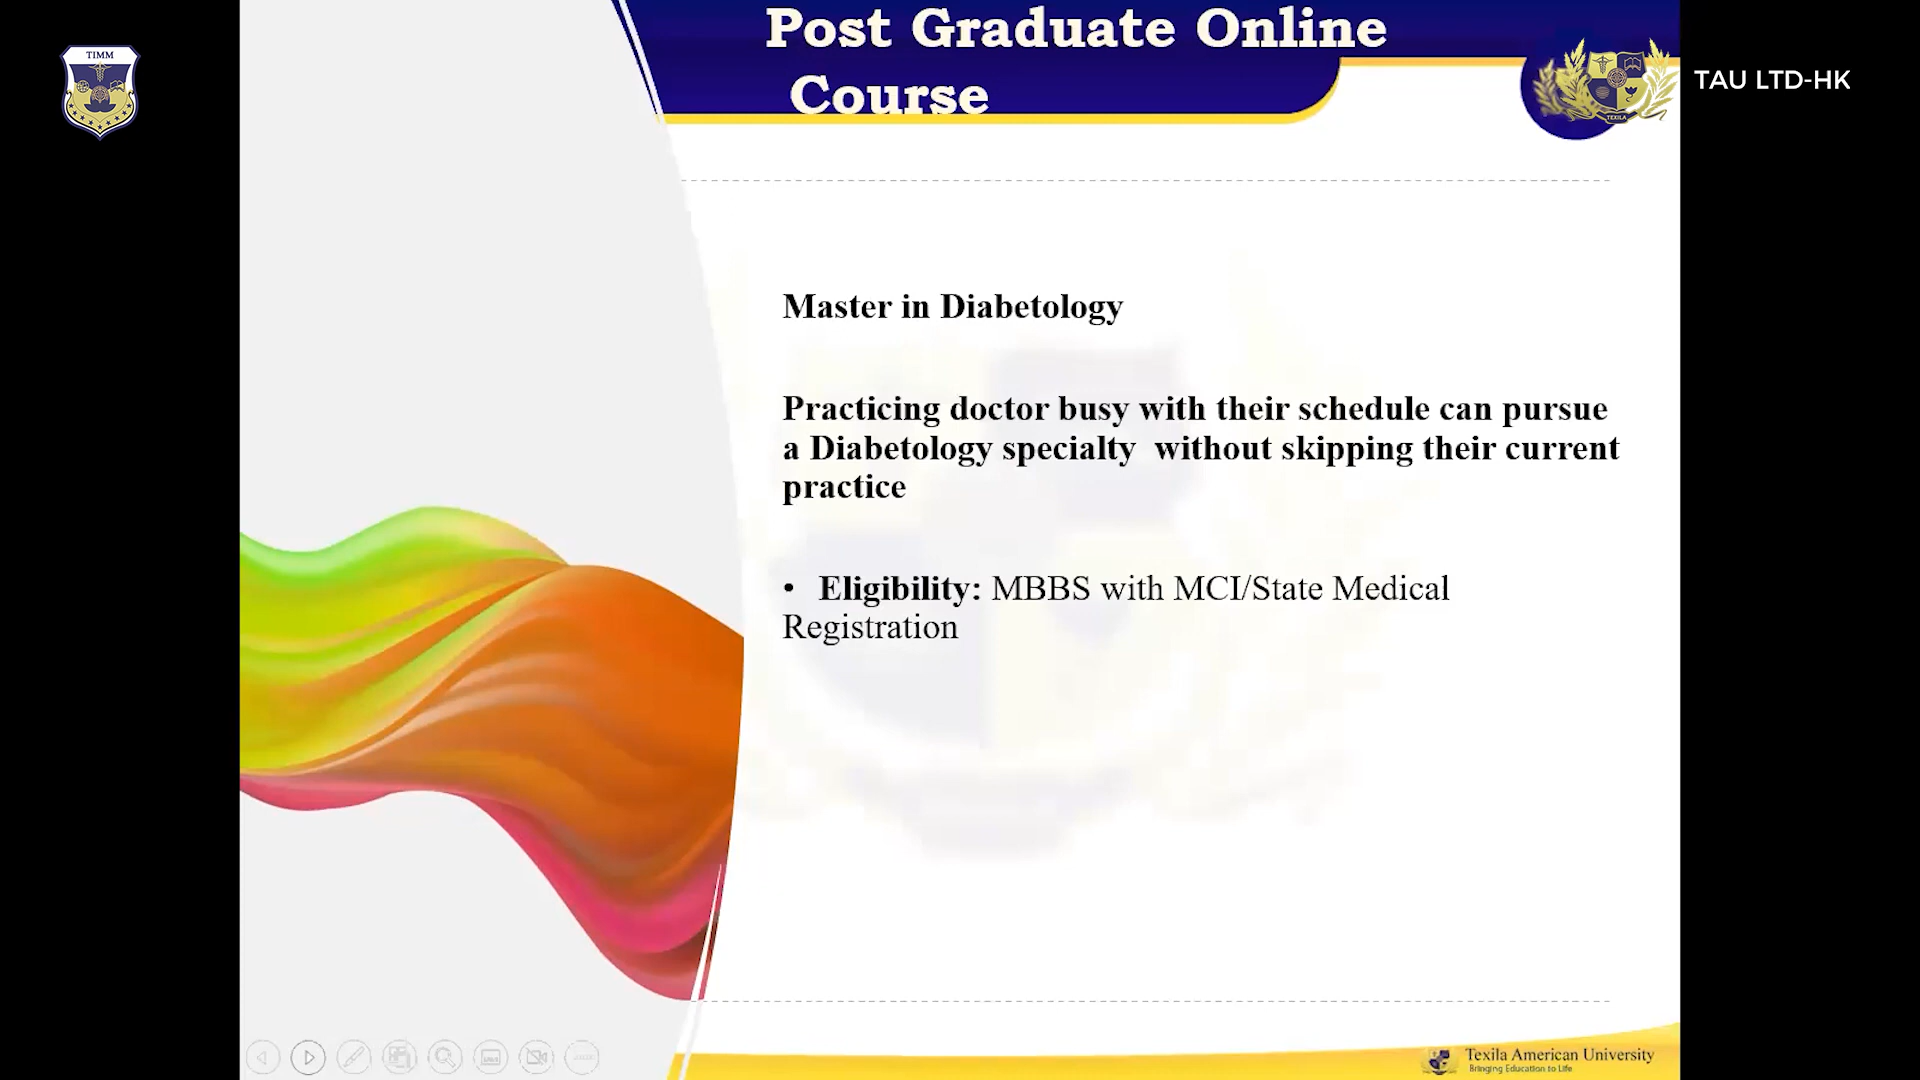 Post Graduate Online
Course
TIMM
TEXILA
TAU LTD-HK
Master in Diabetology
Practicing doctor busy with their schedule can pursue
a Diabetology specialty without skipping their current
practice
• Eligibility: MBBS with MCI/State Medical
Registration
Texila American University
Bringing Education to Life